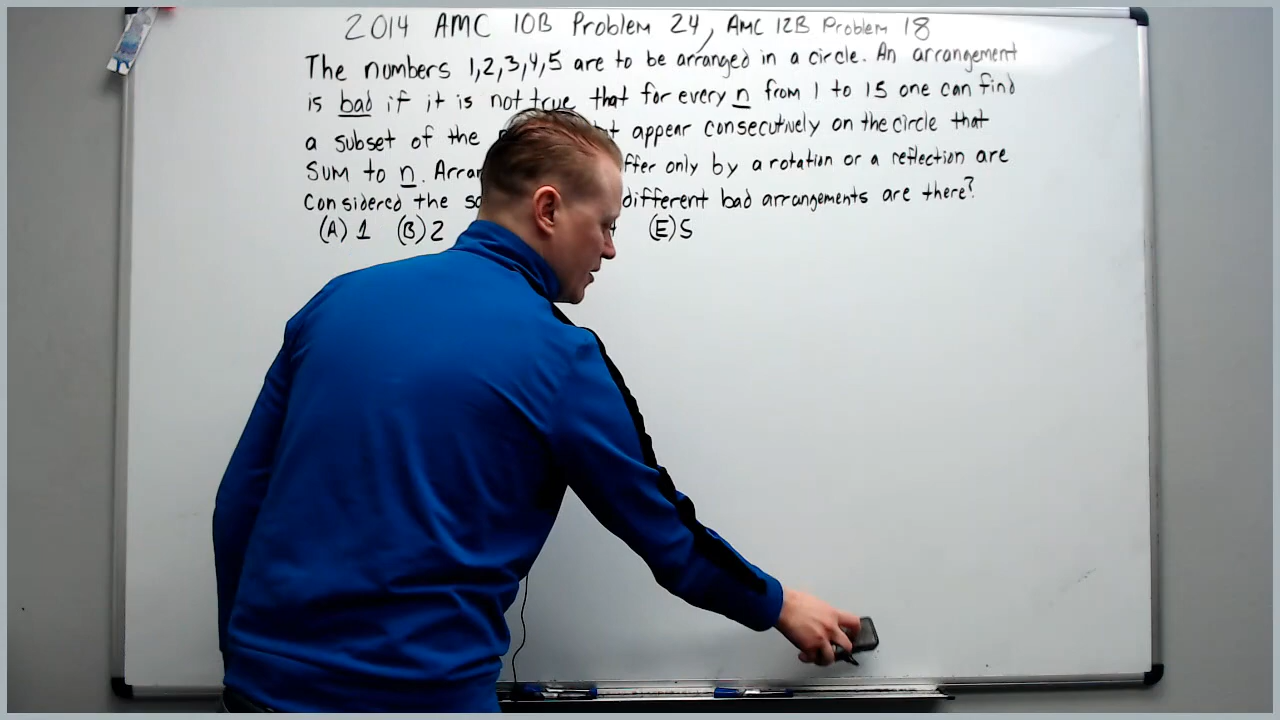 2014 AMC 10B Problem 24, AMC 12B Problem 18
The numbers 1,2,3,4,5 are to be arranged in a circle. An arrangement
is bad if it is not true that for every n from 1 to 15 one can find
a subset of the appear consecutively on the circle that
Sum to n. only by a rotation or a reflection are
Considered the different bad arrangements are there?
(A) 1 (B) 2 (E) 5